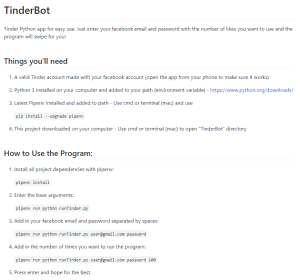 TinderBot
Tinder Python app for easy use. Just enter your facebook email and password with the number of likes you want to use and the
program will swipe for you!
Things you'll need
1. A valid Tinder account made with your facebook account (open the app from your phone to make sure it works)
2. Python 3 installed on your computer and added to your path (environment variable) - https://www.python.org/downloads/
3. Latest Pipenv installed and added to path - Use cmd or terminal (mac) and use
pip install --upgrade pipenv
4. This project downloaded on your computer - Use cmd or terminal (mac) to open "TinderBot" directory
How to Use the Program:
1. Install all project dependencies with pipenv:
pipenv install
2. Enter the base arguments:
pipenv run python runTinder.py
3. Add in your facebook email and password separated by spaces:
pipenv run python runTinder.py user@gmail.com password
4. Add in the number of times you want to run the program:
pipenv run python runTinder.py user@gmail.com password 100
5. Press enter and hope for the best